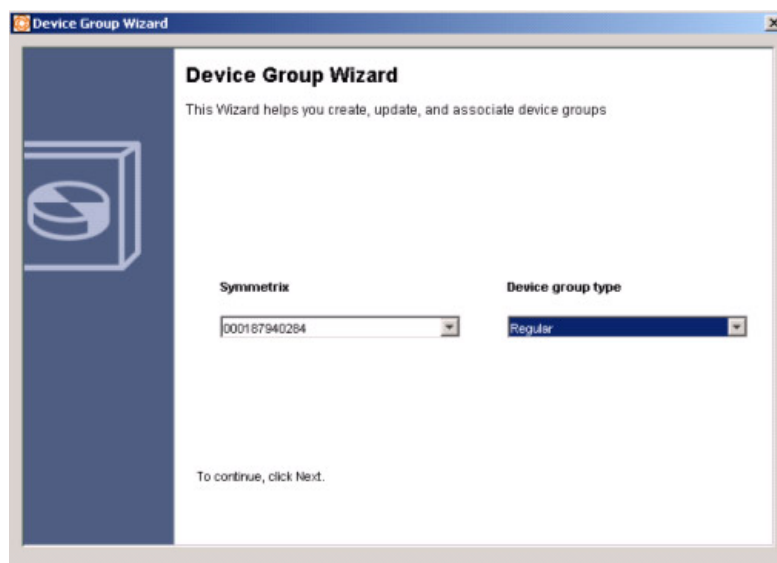 Device Group Wizard
Device Group Wizard
This Wizard helps you create, update, and associate device groups
Symmetrix Device group type
000187940284 Regular
To continue, click Next.